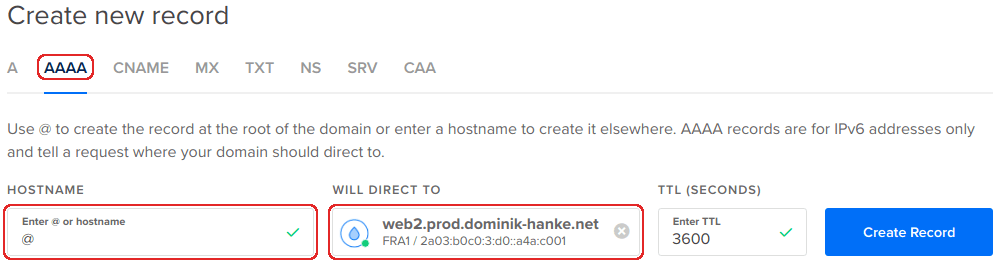 Create new record
A AAAA CNAME MX TXT NS SRV CAA
Use @ to create the record at the root of the domain or enter a hostname to create it elsewhere. AAAA records are for IPv6 addresses only
and tell a request where your domain should direct to.
HOSTNAME WILL DIRECT TO TTL (SECONDS)
Enter @ or hostname
@
web2.prod.dominik-hanke.net
FRA1 / 2a03:b0c0:3:d0::a4a:c001
Enter TTL
3600
Create Record